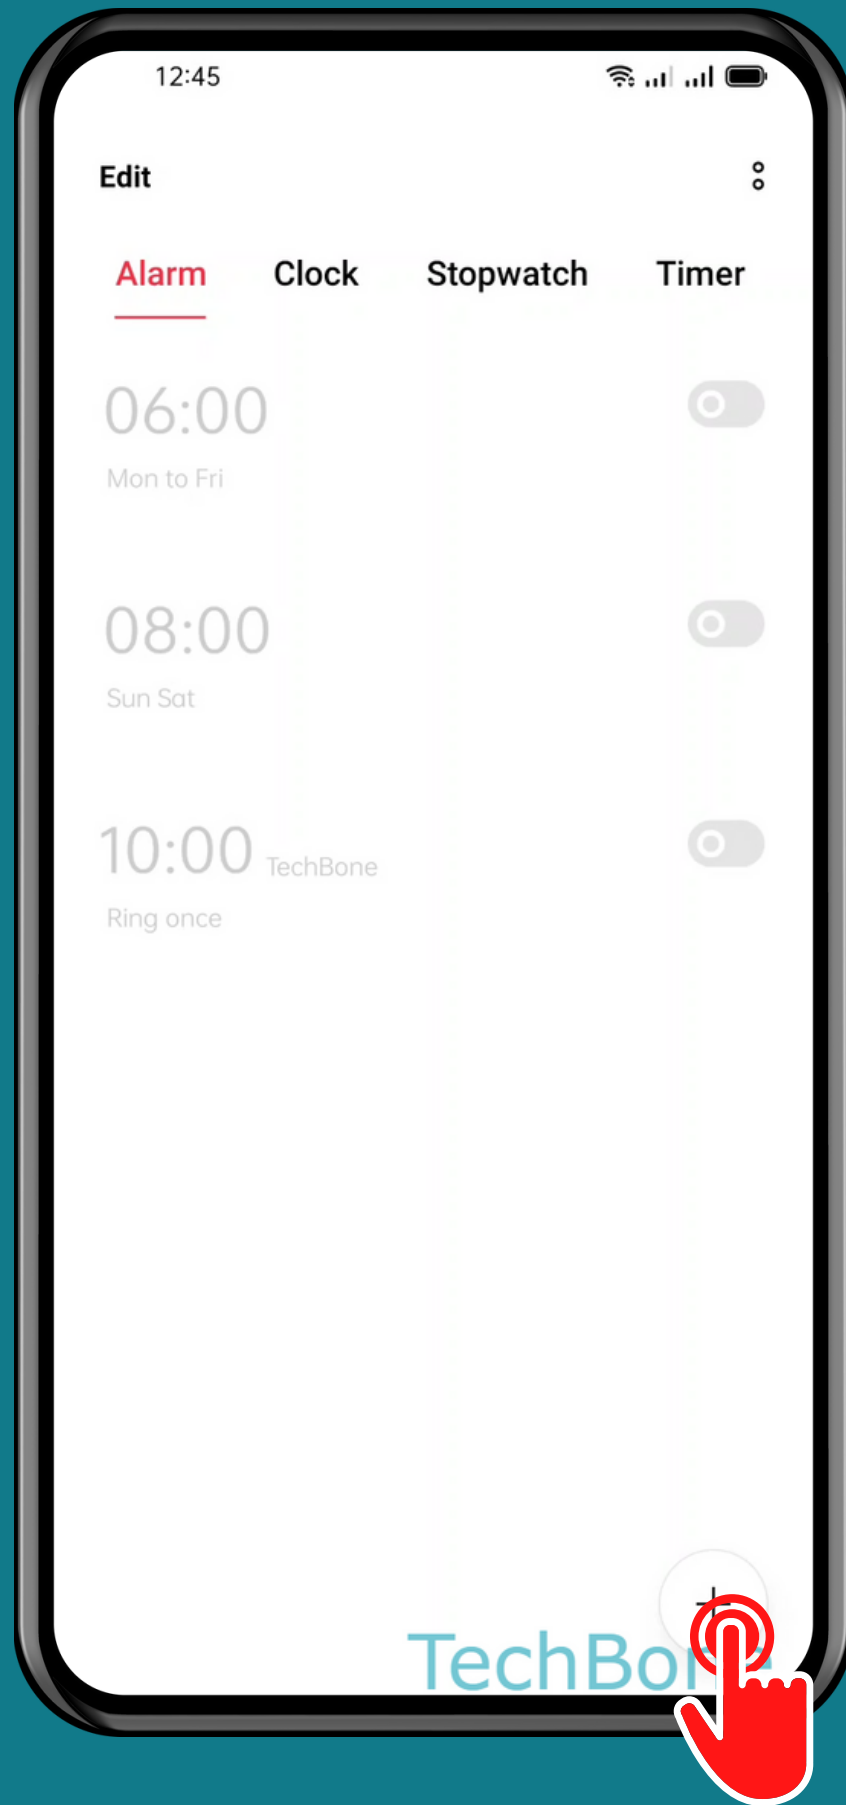 12:45
Edit
Alarm Clock Stopwatch Timer
06:00
Mon to Fri
08:00
Sun Sat
10:00 TechBone
Ring once
TechBone